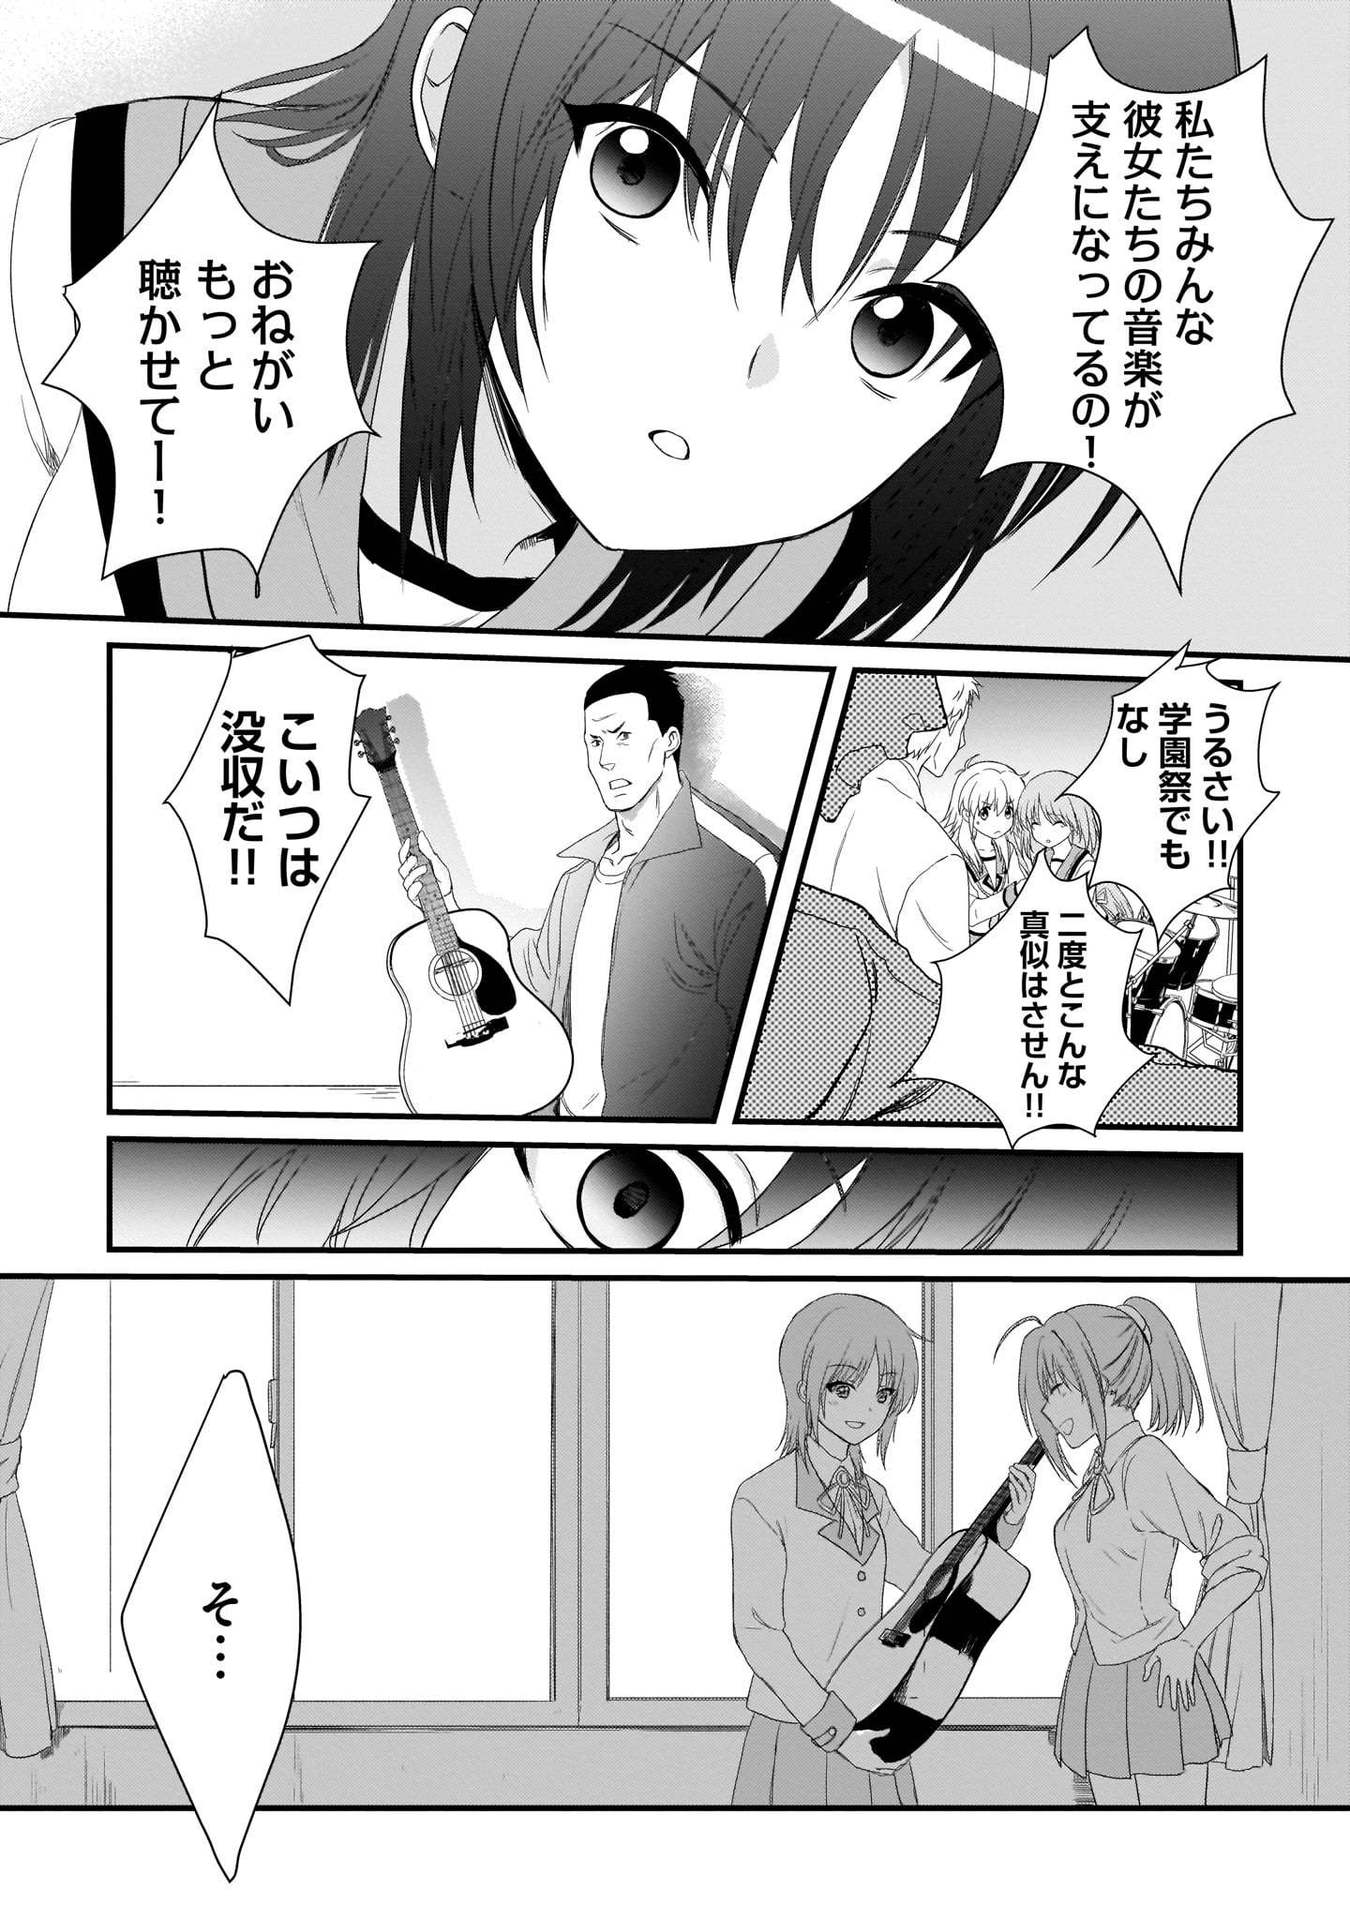 私たちみんな
彼女たちの音楽が
支えになってるの！
おねがい
もっと
聴かせてー！
うるさい!!
学園祭でも
なし
二度とこんな
真似はさせん!!
こいつは
没収だ!!
そ…